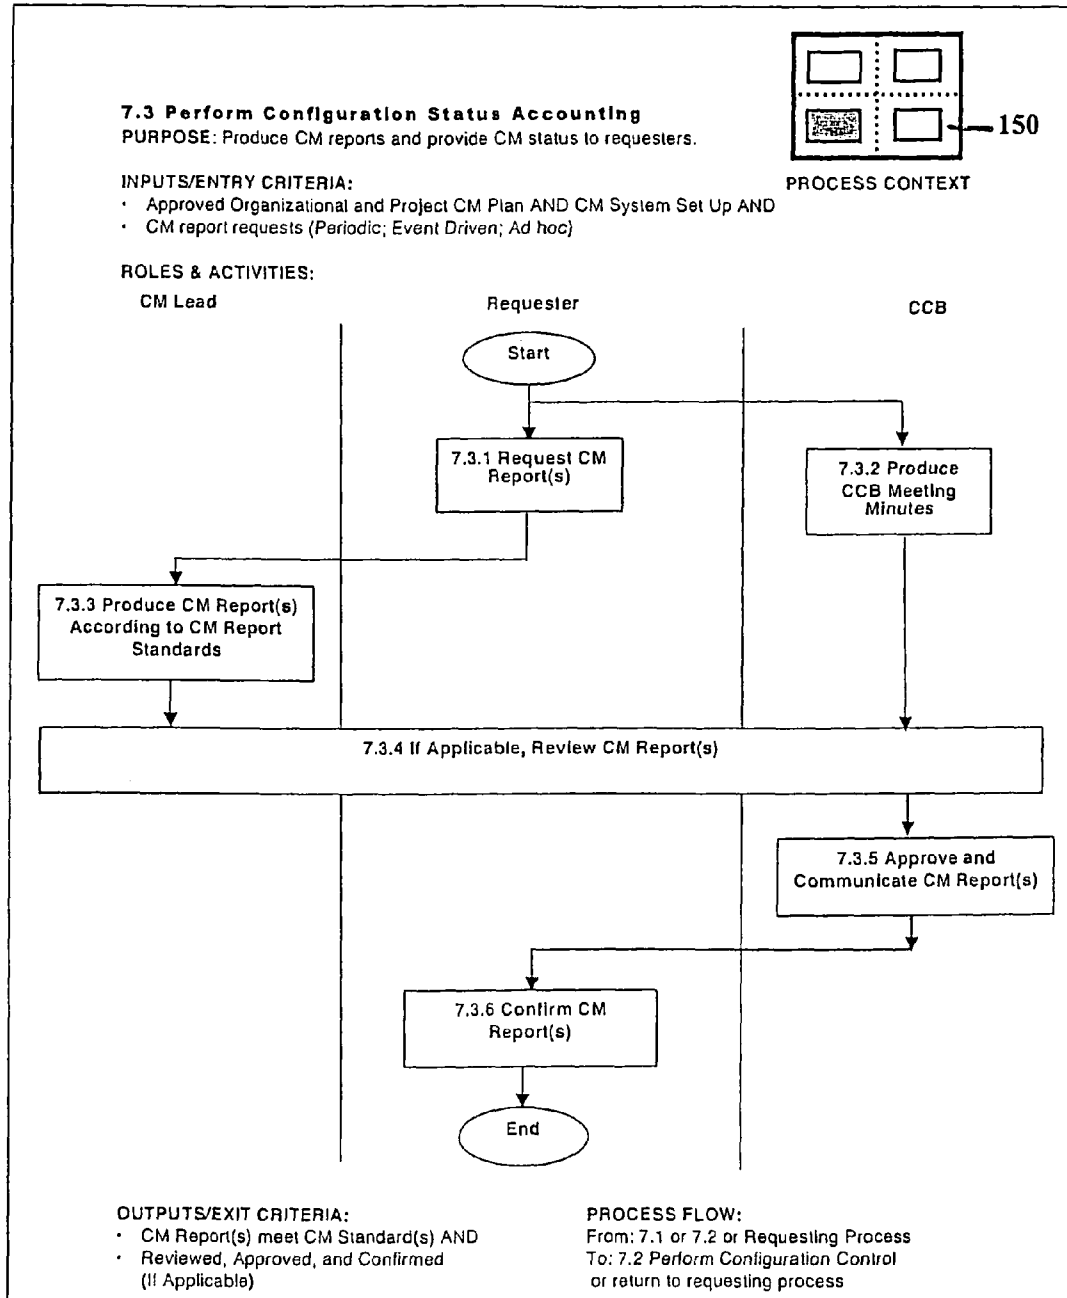 150
7.3 Perform Configuration Status Accounting
PURPOSE: Produce CM reports and provide CM status to requesters.
PROCESS CONTEXT
INPUTS/ENTRY CRITERIA:
· Approved Organizational and Project CM Plan AND CM System Set Up AND
· CM report requests (Periodic; Event Driven; Ad hoc)
ROLES & ACTIVITIES:
CM Lead
Requester
CCB
Start
7.3.1 Request CM
Report(s)
7.3.2 Produce
CCB Meeting
Minutes
7.3.3 Produce CM Report(s)
According to CM Report
Standards
7.3.4 If Applicable, Review CM Report(s)
7.3.5 Approve and
Communicate CM Report(s)
7.3.6 Confirm CM
Report(s)
End
OUTPUTS/EXIT CRITERIA:
· CM Report(s) meet CM Standard(s) AND
· Reviewed, Approved, and Confirmed
(If Applicable)
PROCESS FLOW:
From: 7.1 or 7.2 or Requesting Process
To: 7.2 Perform Configuration Control
or return to requesting process